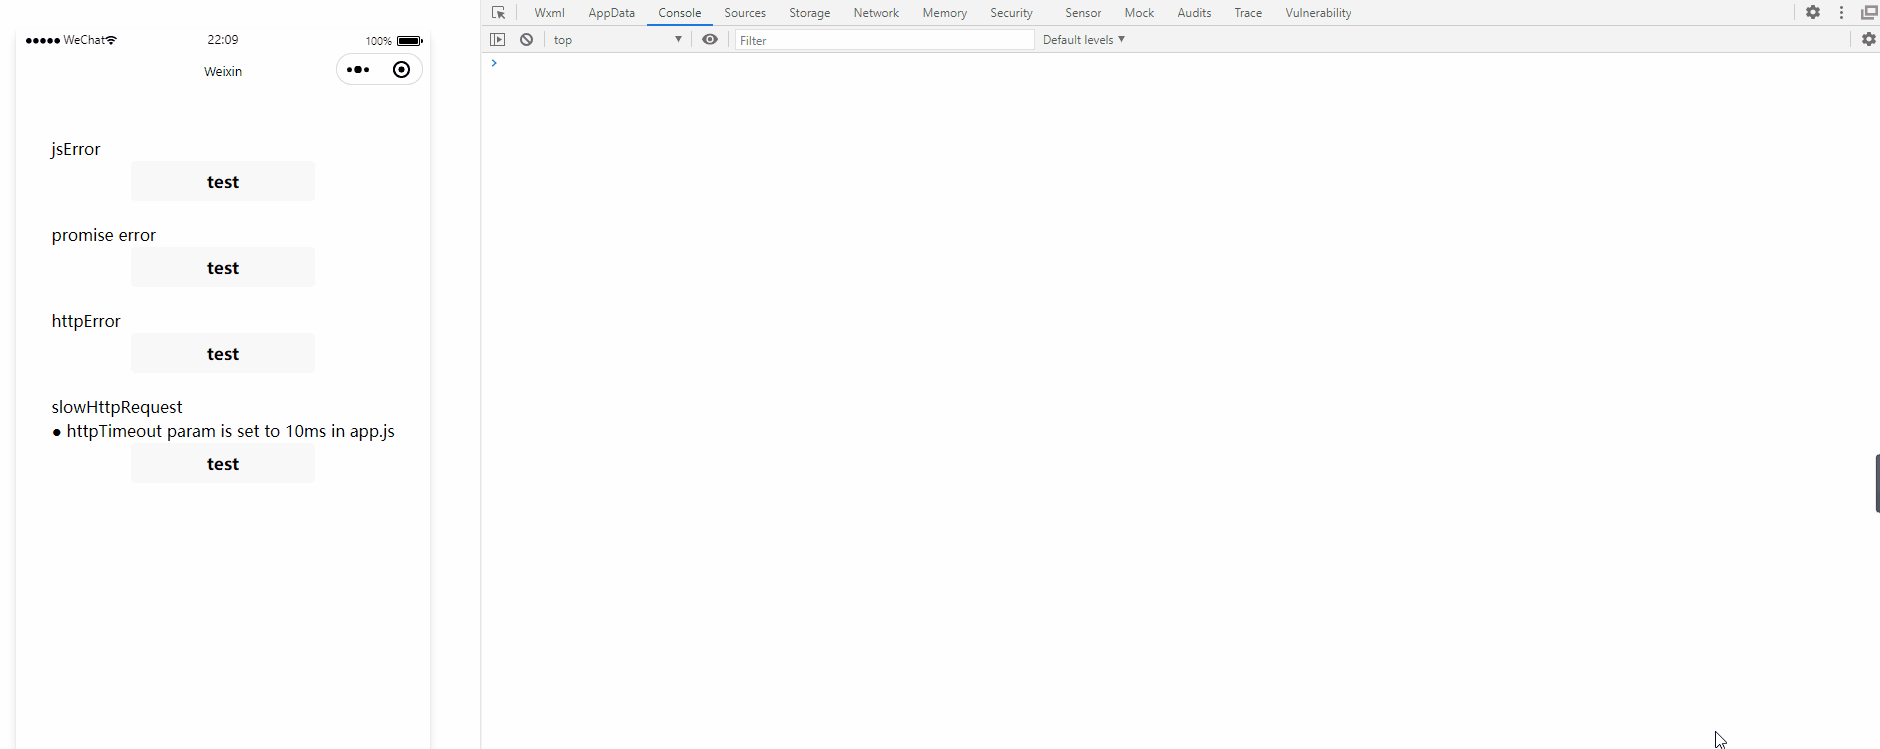 WeChat 22:09 100%
Weixin
jsError
test
promise error
test
httpError
test
slowHttpRequest
● httpTimeout param is set to 10ms in app.js
test
Wxml AppData Console Sources Storage Network Memory Security Sensor Mock Audits Trace Vulnerability
top Filter Default levels